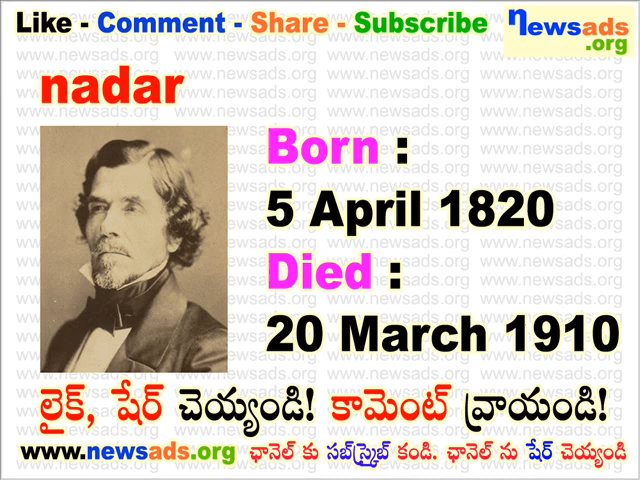 Like - Comment - Share - Subscribe
newsads
.org
nadar
Born :
5 April 1820
Died :
20 March 1910
లైక్, షేర్ చెయ్యండి! కామెంట్ వ్రాయండి!
www.newsads.org ఛానెల్ కు సబ్‌స్క్రైబ్ కండి. ఛానెల్ ను షేర్ చెయ్యండి